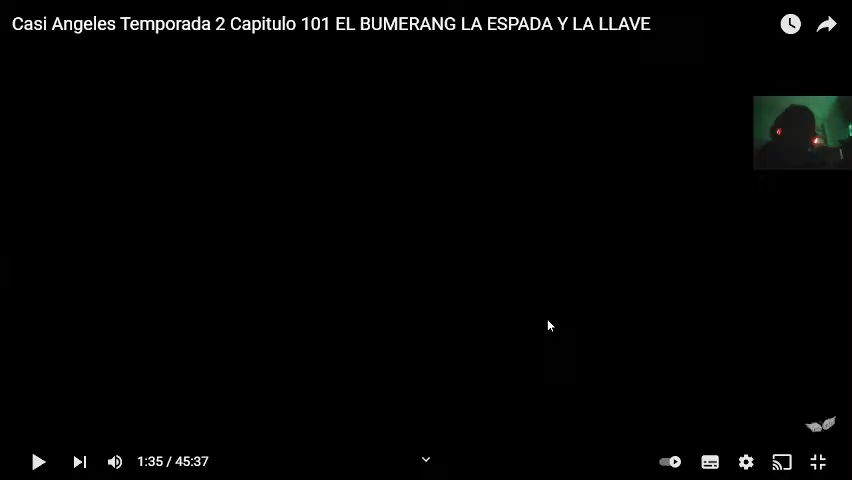 Casi Angeles Temporada 2 Capitulo 101 EL BUMERANG LA ESPADA Y LA LLAVE
1:35 / 45:37